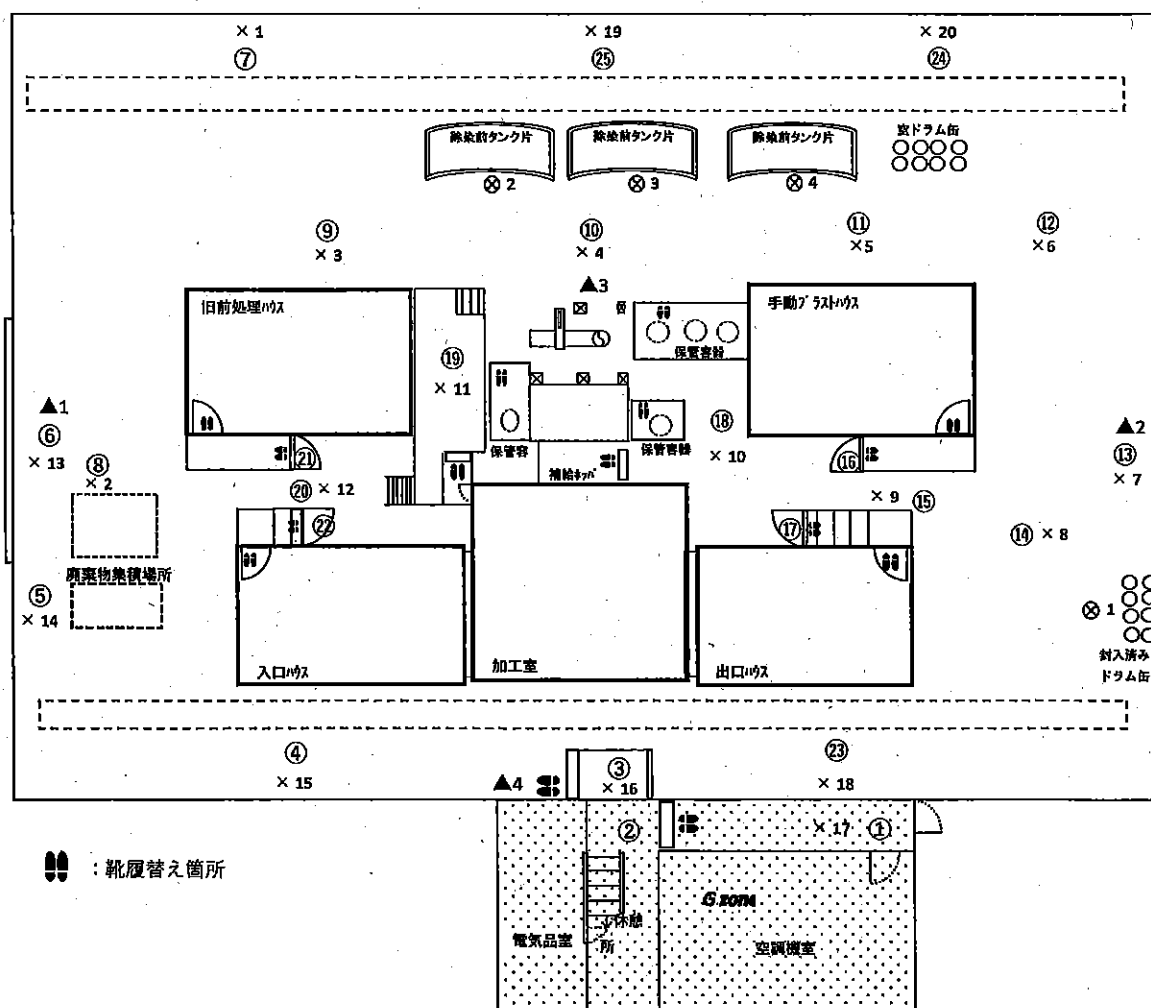 × 1 × 19 × 20
⑦ ㉕ ㉔
除染前タンク片 除染前タンク片 除染前タンク片 空ドラム缶
⊗ 2 ⊗ 3 ⊗ 4
⑨ ⑩ ⑪ ⑫
× 3 × 4 × 5 × 6
▲3
旧前処理ハウス 手動ブラストハウス
保管容器
⑲
× 11
▲1 ▲2
⑥ ⑱ ⑬
保管容 保管容器
× 13 ⑧ ㉑ × 10 ⑯ × 7
× 2 補給ホッパ
⑳ × 12 × 9 ⑮
㉒ ⑰ ⑭ × 8
廃棄物集積場所
⑤ ⊗ 1
× 14
封入済み
ドラム缶
入口ハウス 加工室 出口ハウス
④ ③ ㉓
× 15 ▲4 × 16 × 18
② × 17 ①
:靴履替え箇所
G zone
休憩
所
電気品室 空調機室